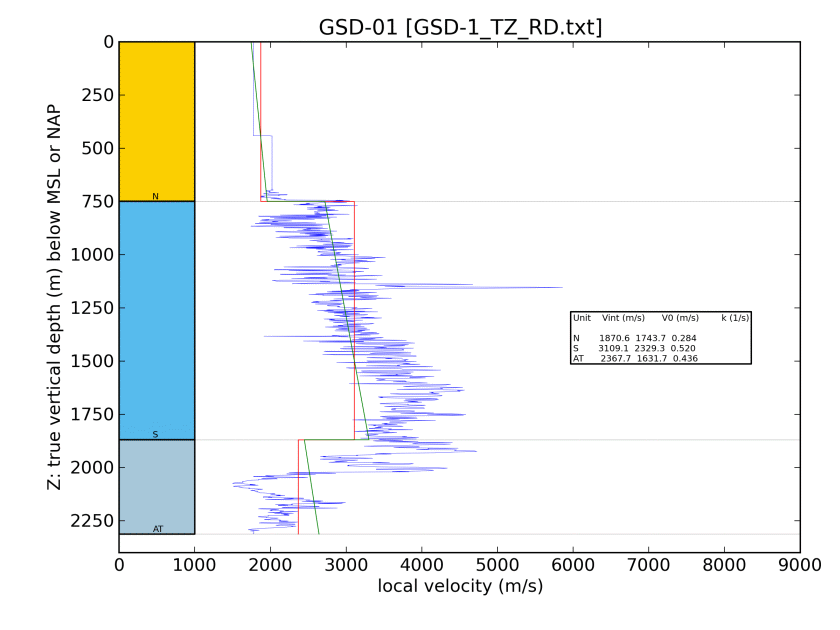 GSD-01 [GSD-1_TZ_RD.txt]
0
250
500
750
1000
1250
1500
1750
2000
2250
Z: true vertical depth (m) below MSL or NAP
N
S
AT
Unit Vint (m/s) V0 (m/s) k (1/s)
N 1870.6 1743.7 0.284
S 3109.1 2329.3 0.520
AT 2367.7 1631.7 0.436
0 1000 2000 3000 4000 5000 6000 7000 8000 9000
local velocity (m/s)